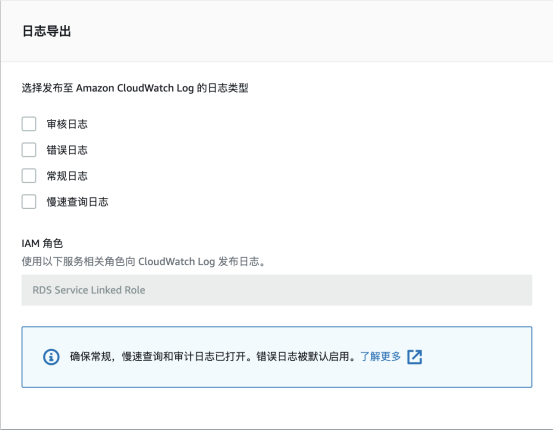 日志导出
选择发布至 Amazon CloudWatch Log 的日志类型
审核日志
错误日志
常规日志
慢速查询日志
IAM 角色
使用以下服务相关角色向 CloudWatch Log 发布日志。
RDS Service Linked Role
确保常规，慢速查询和审计日志已打开。错误日志被默认启用。了解更多